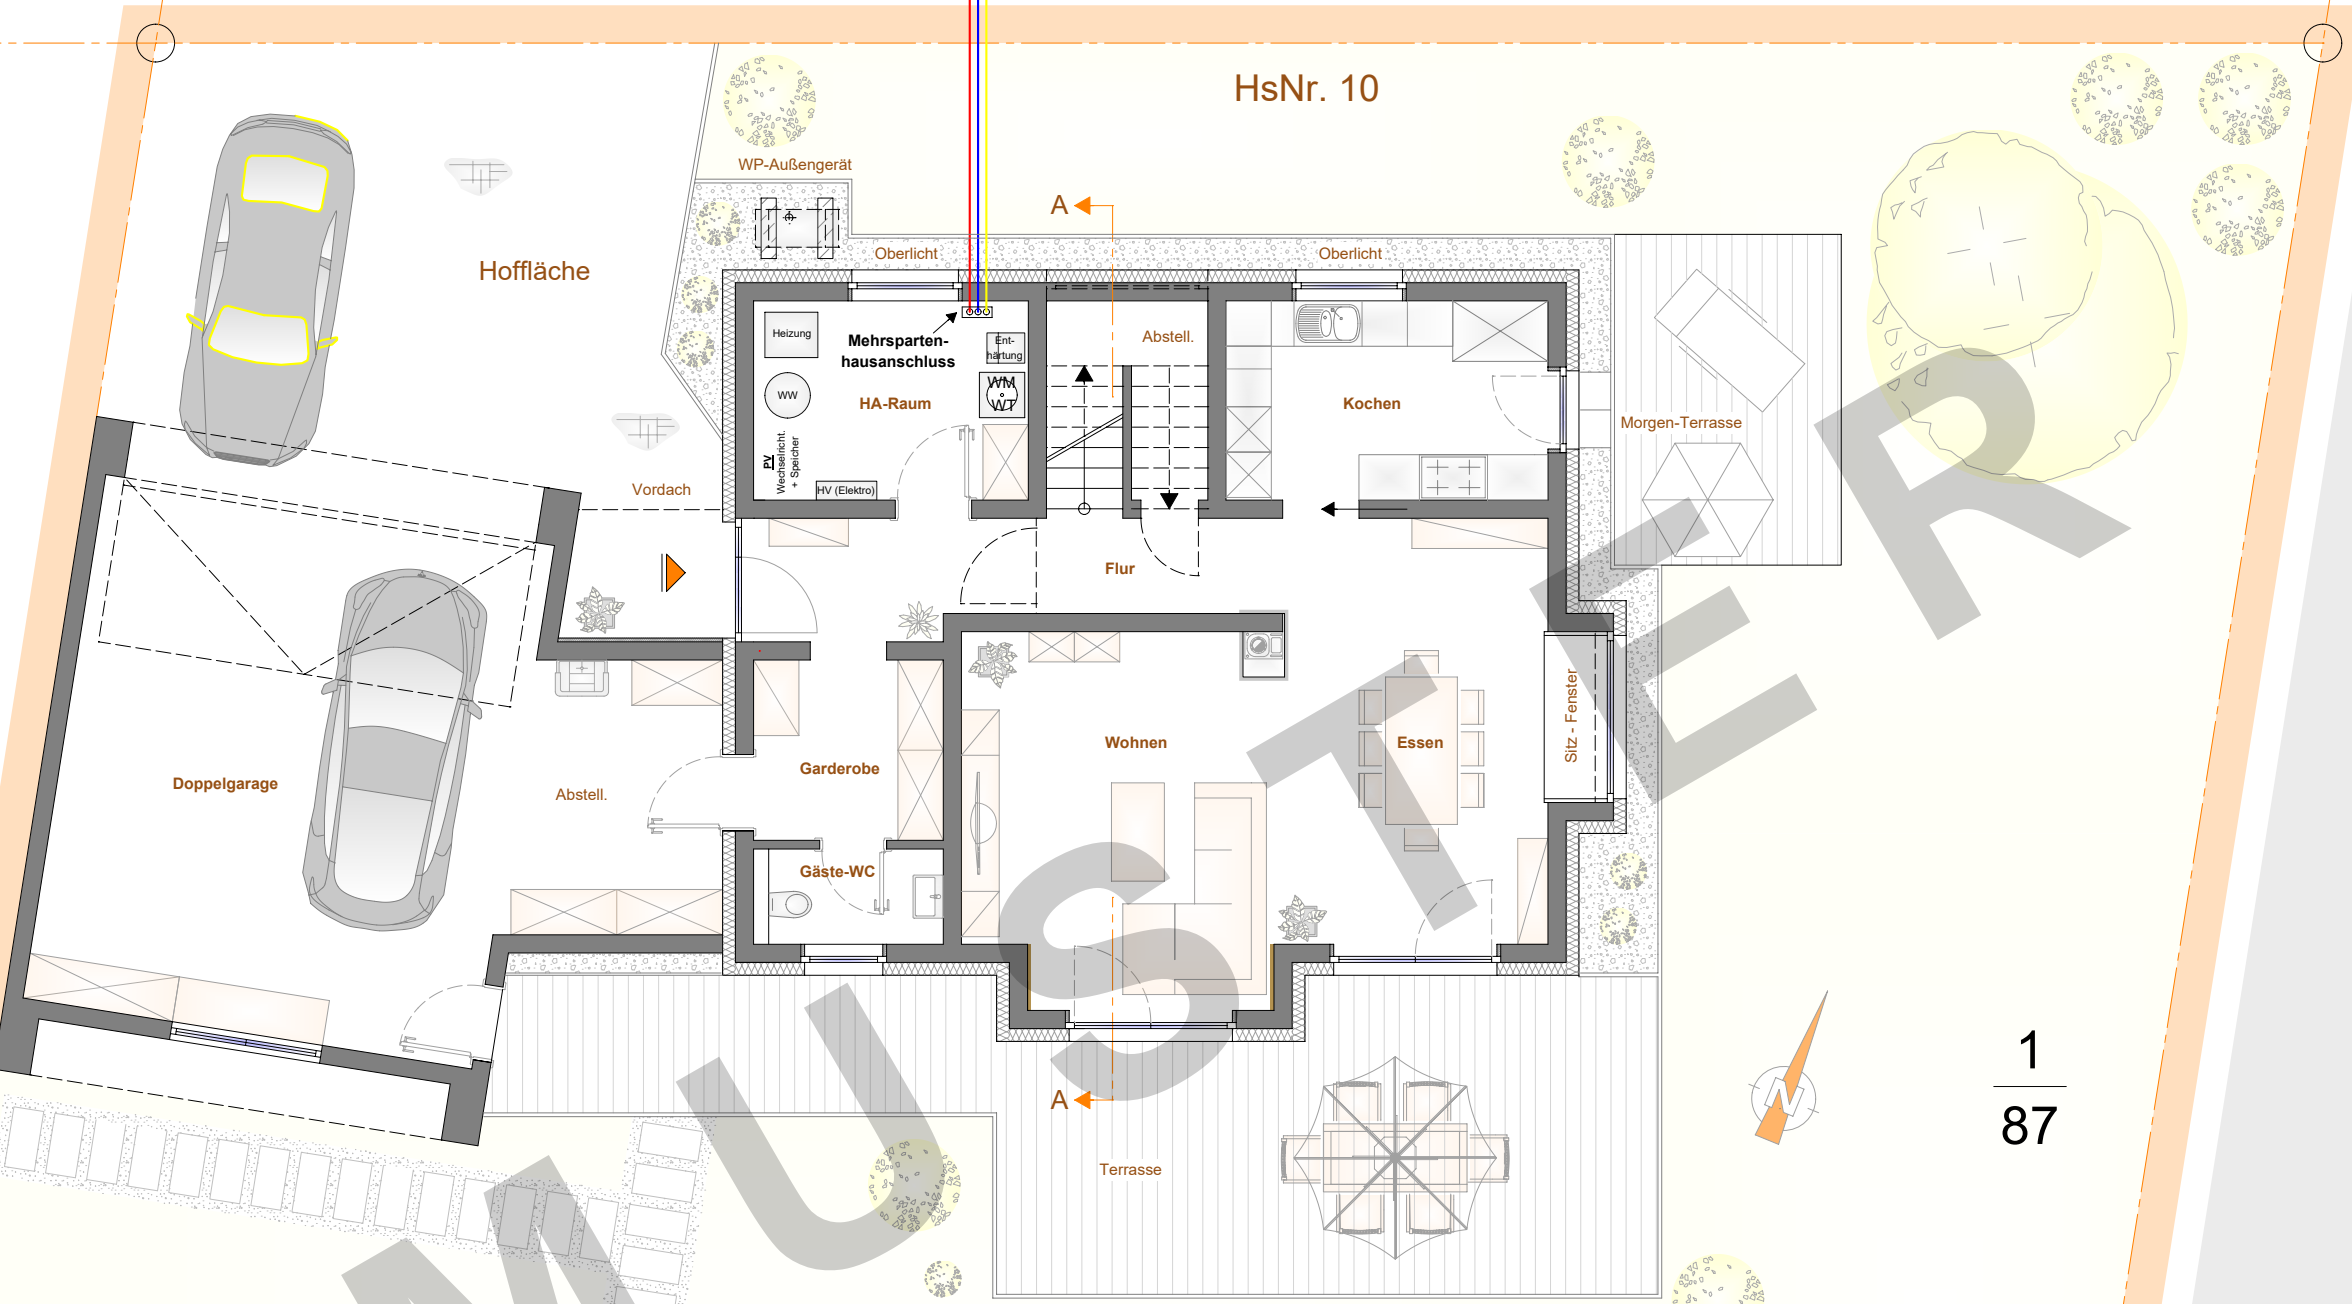 HsNr. 10
WP-Außengerät
A
Oberlicht
Oberlicht
Hoffläche
Heizung
Mehrsparten-
hausanschluss
Ent-
härtung
Abstell.
WW
WM
WT
HA-Raum
Kochen
Morgen-Terrasse
PV
Wechselricht.
+ Speicher
HV (Elektro)
Vordach
Flur
Sitz - Fenster
Wohnen
Essen
Garderobe
Doppelgarage
Abstell.
Gäste-WC
N
1
87
A
Terrasse
MUSTER